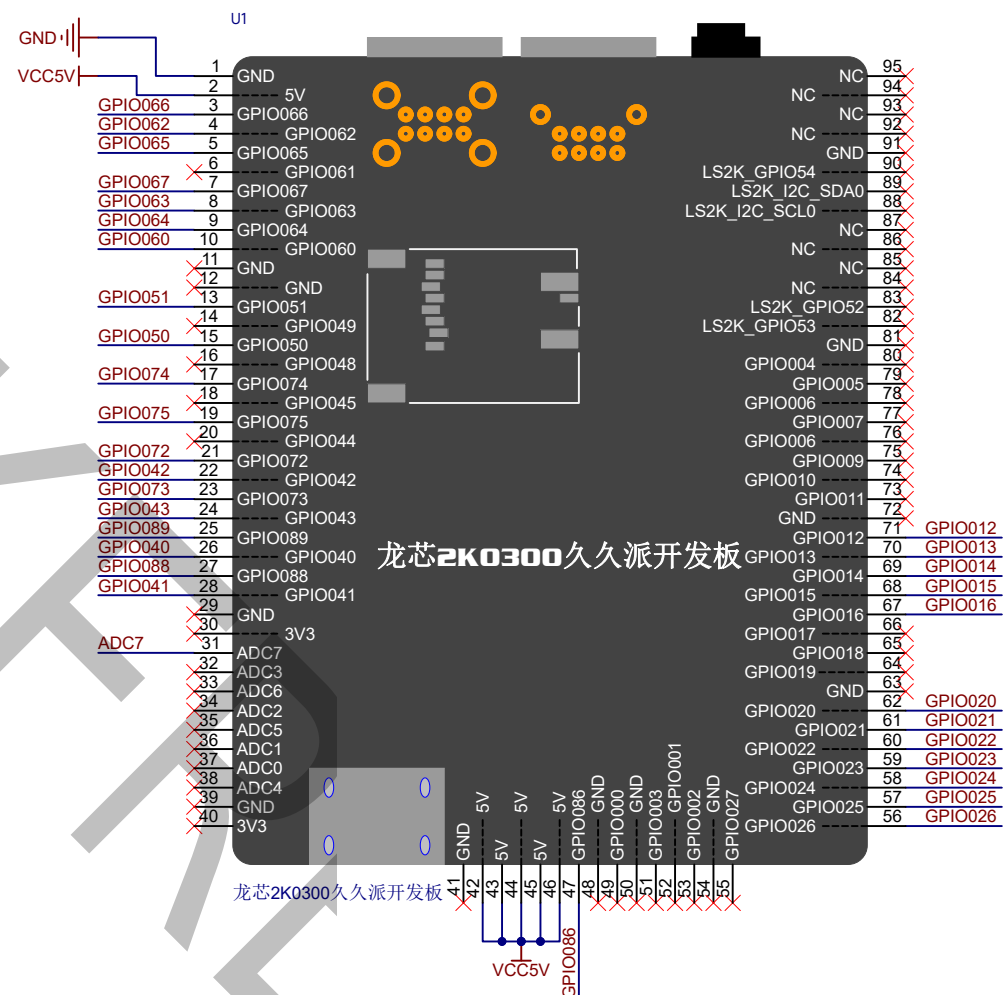 U1
GND
VCC5V
1 GND
2 5V
GPIO066 3 GPIO066
GPIO062 4 GPIO062
GPIO065 5 GPIO065
6 GPIO061
GPIO067 7 GPIO067
GPIO063 8 GPIO063
GPIO064 9 GPIO064
GPIO060 10 GPIO060
11 GND
12 GND
GPIO051 13 GPIO051
14 GPIO049
GPIO050 15 GPIO050
16 GPIO048
GPIO074 17 GPIO074
18 GPIO045
GPIO075 19 GPIO075
20 GPIO044
GPIO072 21 GPIO072
GPIO042 22 GPIO042
GPIO073 23 GPIO073
GPIO043 24 GPIO043
GPIO089 25 GPIO089
GPIO040 26 GPIO040
GPIO088 27 GPIO088
GPIO041 28 GPIO041
29 GND
30 3V3
ADC7 31 ADC7
32 ADC3
33 ADC6
34 ADC2
35 ADC5
36 ADC1
37 ADC0
38 ADC4
39 GND
40 3V3
龙芯2K0300久久派开发板
NC 95
NC 94
NC 93
NC 92
GND 91
LS2K_GPIO54 90
LS2K_I2C_SDA0 89
LS2K_I2C_SCL0 88
NC 87
NC 86
NC 85
NC 84
LS2K_GPIO52 83
LS2K_GPIO53 82
GND 81
GPIO004 80
GPIO005 79
GPIO006 78
GPIO007 77
GPIO006 76
GPIO009 75
GPIO010 74
GPIO011 73
GND 72
GPIO012 71 GPIO012
GPIO013 70 GPIO013
GPIO014 69 GPIO014
GPIO015 68 GPIO015
GPIO016 67 GPIO016
GPIO017 66
GPIO018 65
GPIO019 64
GND 63
GPIO020 62 GPIO020
GPIO021 61 GPIO021
GPIO022 60 GPIO022
GPIO023 59 GPIO023
GPIO024 58 GPIO024
GPIO025 57 GPIO025
GPIO026 56 GPIO026
GND 41
5V 42
5V 43
5V 44
5V 45
5V 46
GPIO086 47 GPIO086
GND 48
GPIO000 49
GND 50
GPIO003 51
GPIO001 52
GPIO002 53
GND 54
GPIO027 55
龙芯2K0300久久派开发板
VCC5V